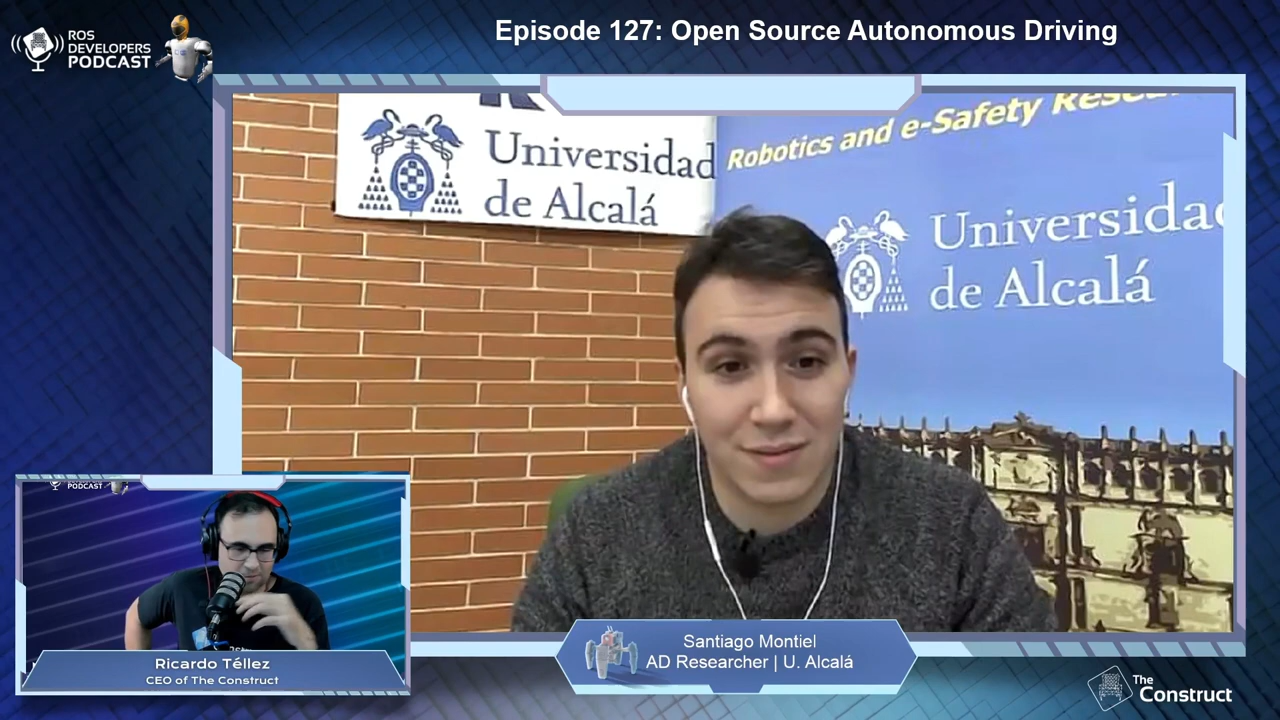 ROS
DEVELOPERS
PODCAST
Episode 127: Open Source Autonomous Driving
Universidad
de Alcalá
Robotics and e-Safety
de Alcalá
PODCAST
Ricardo Téllez
CEO of The Construct
Santiago Montiel
AD Researcher | U. Alcalá
The
Construct